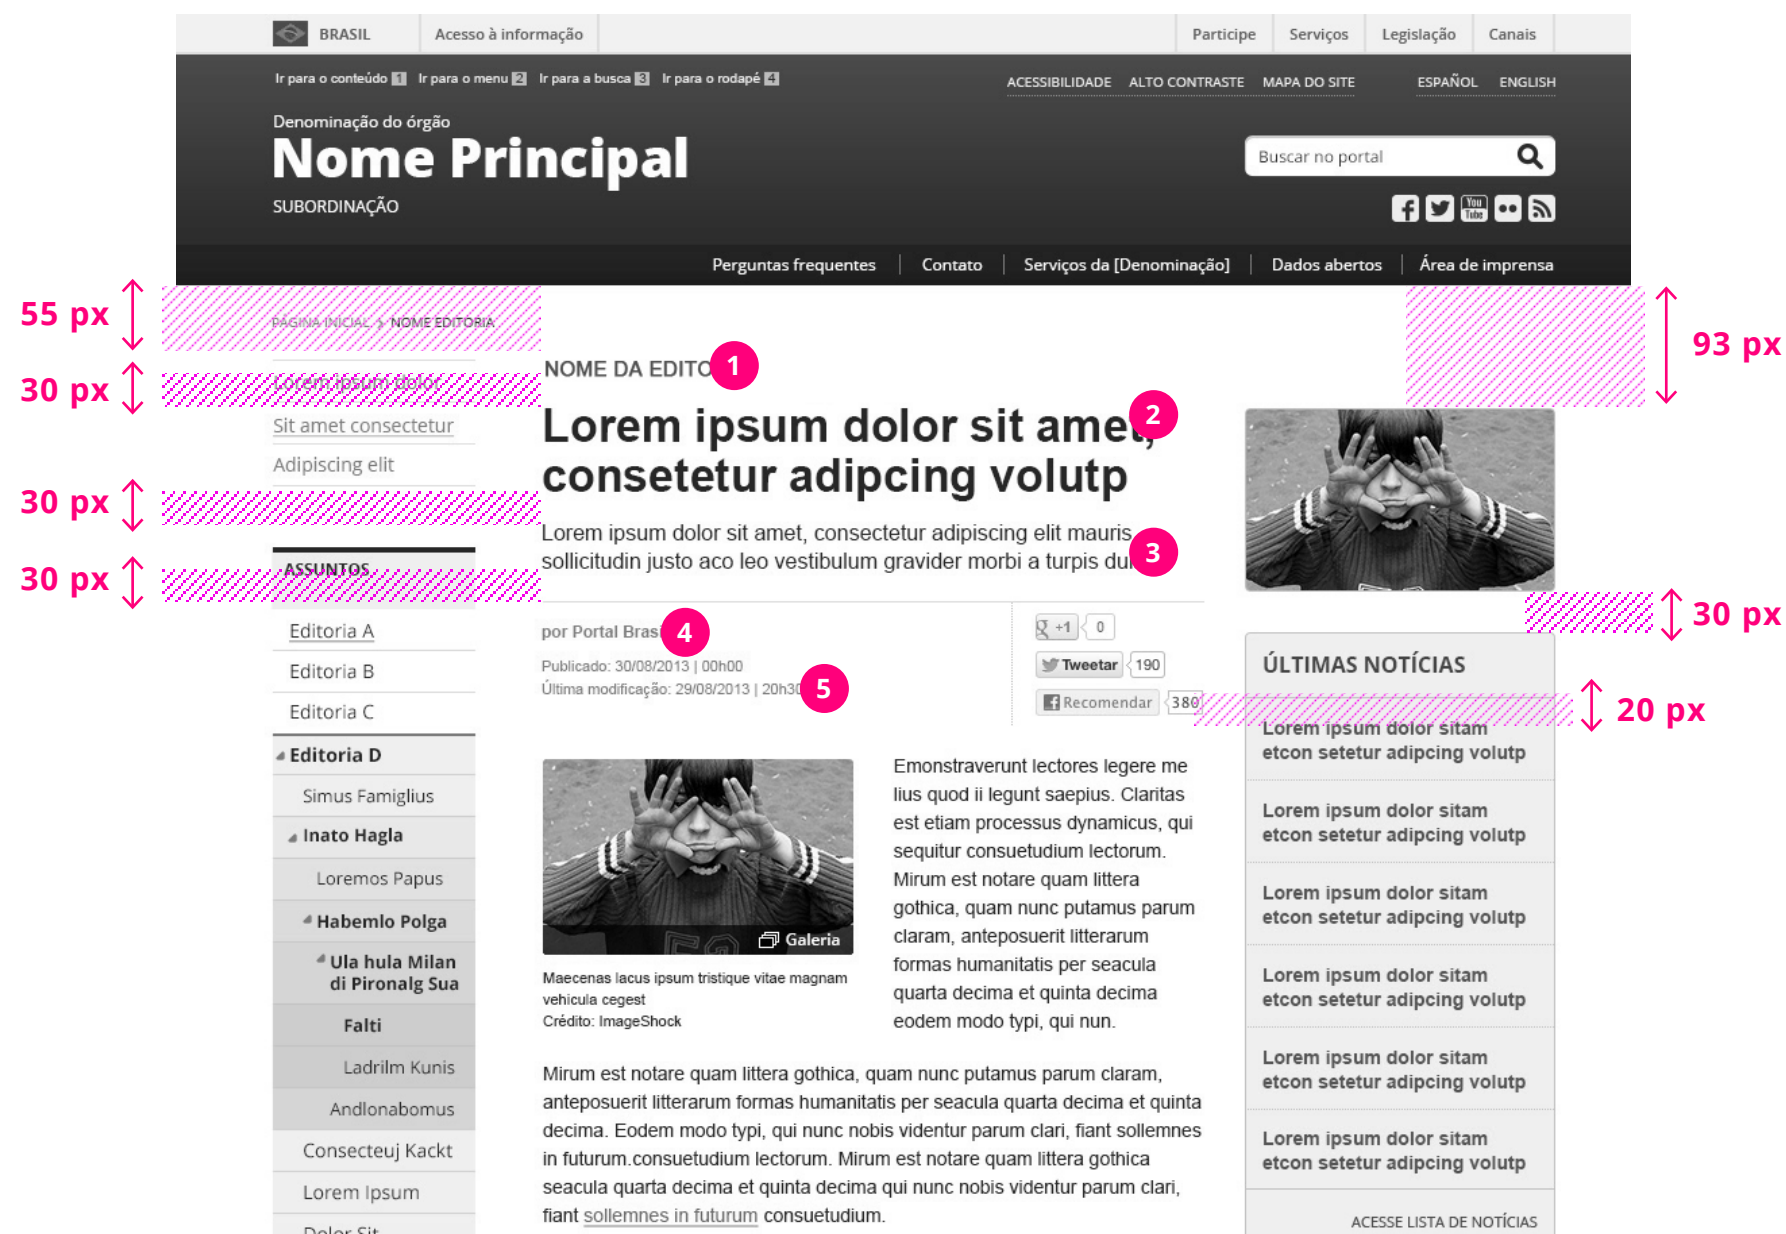 BRASIL
Acesso à informação
Participe
Serviços
Legislação
Canais
Ir para o conteúdo 1
Ir para o menu 2
Ir para a busca 3
Ir para o rodapé 4
ACESSIBILIDADE
ALTO CONTRASTE
MAPA DO SITE
ESPAÑOL
ENGLISH
Denominação do órgão
Nome Principal
SUBORDINAÇÃO
Buscar no portal
You
Tube
Perguntas frequentes
Contato
Serviços da [Denominação]
Dados abertos
Área de imprensa
55 px
93 px
PÁGINA INICIAL > NOME EDITORIA
30 px
Lorem ipsum dolor
Sit amet consectetur
Adipiscing elit
30 px
30 px
ASSUNTOS
Editoria A
Editoria B
Editoria C
Editoria D
Simus Famiglius
Inato Hagla
Loremos Papus
Habemlo Polga
Ula hula Milan
di Pironalg Sua
Falti
Ladrilm Kunis
Andlonabomus
Consecteuj Kackt
Lorem Ipsum
Dolor Sit
NOME DA EDITO
1
Lorem ipsum dolor sit amet,
2
consetetur adipcing volutp
Lorem ipsum dolor sit amet, consectetur adipiscing elit mauris
sollicitudin justo aco leo vestibulum gravider morbi a turpis dui
3
por Portal Brasi
4
Publicado: 30/08/2013 | 00h00
Última modificação: 29/08/2013 | 20h30
5
g +1
0
Tweetar
190
Recomendar
380
Galeria
Maecenas lacus ipsum tristique vitae magnam
vehicula cegest
Crédito: ImageShock
Emonstraverunt lectores legere me
lius quod ii legunt saepius. Claritas
est etiam processus dynamicus, qui
sequitur consuetudium lectorum.
Mirum est notare quam littera
gothica, quam nunc putamus parum
claram, anteposuerit litterarum
formas humanitatis per seacula
quarta decima et quinta decima
eodem modo typi, qui nun.
Mirum est notare quam littera gothica, quam nunc putamus parum claram,
anteposuerit litterarum formas humanitatis per seacula quarta decima et quinta
decima. Eodem modo typi, qui nunc nobis videntur parum clari, fiant sollemnes
in futurum.consuetudium lectorum. Mirum est notare quam littera gothica
seacula quarta decima et quinta decima qui nunc nobis videntur parum clari,
fiant sollemnes in futurum consuetudium.
30 px
ÚLTIMAS NOTÍCIAS
20 px
Lorem ipsum dolor sitam
etcon setetur adipcing volutp
Lorem ipsum dolor sitam
etcon setetur adipcing volutp
Lorem ipsum dolor sitam
etcon setetur adipcing volutp
Lorem ipsum dolor sitam
etcon setetur adipcing volutp
Lorem ipsum dolor sitam
etcon setetur adipcing volutp
Lorem ipsum dolor sitam
etcon setetur adipcing volutp
ACESSE LISTA DE NOTÍCIAS